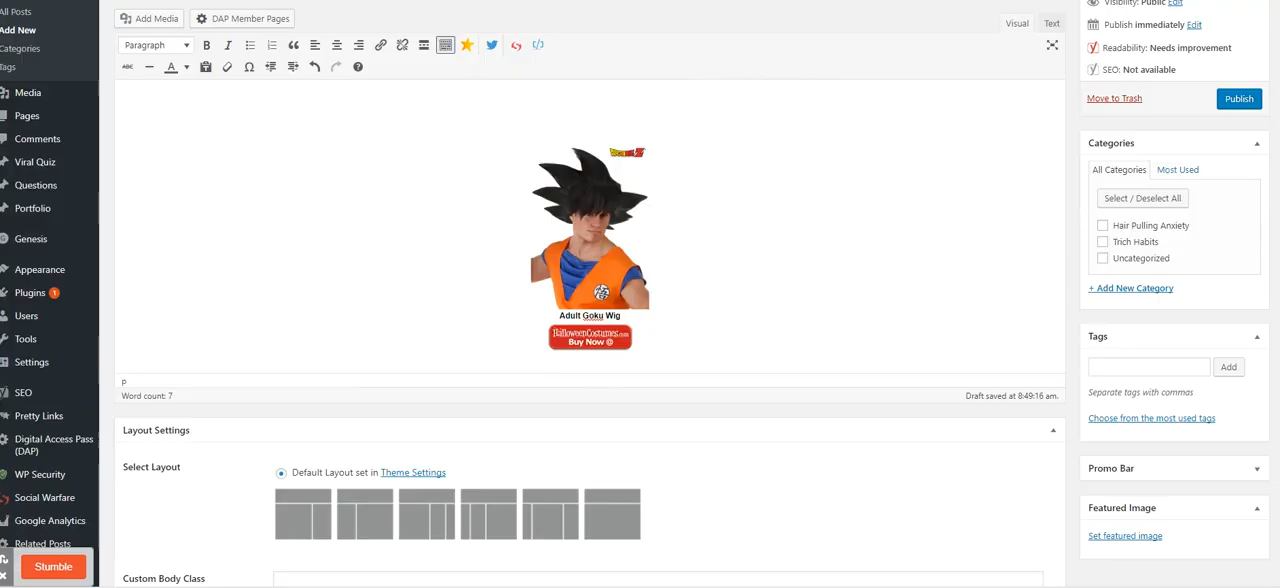 All Posts
Add New
Categories
Tags
Media
Pages
Comments
Viral Quiz
Questions
Portfolio
Genesis
Appearance
Plugins 1
Users
Tools
Settings
SEO
Pretty Links
Digital Access Pass
(DAP)
WP Security
Social Warfare
Google Analytics
Related Posts
Stumble
Add Media
DAP Member Pages
Visual
Text
Paragraph
B
I
ABC
A
Adult Goku Wig
HalloweenCostumes.com
Buy Now @
P
Word count: 7
Draft saved at 8:49:16 am.
Layout Settings
Select Layout
Default Layout set in Theme Settings
Custom Body Class
Visibility: Public Edit
Publish immediately Edit
Readability: Needs improvement
SEO: Not available
Move to Trash
Publish
Categories
All Categories
Most Used
Select / Deselect All
Hair Pulling Anxiety
Trich Habits
Uncategorized
+ Add New Category
Tags
Add
Separate tags with commas
Choose from the most used tags
Promo Bar
Featured Image
Set featured image